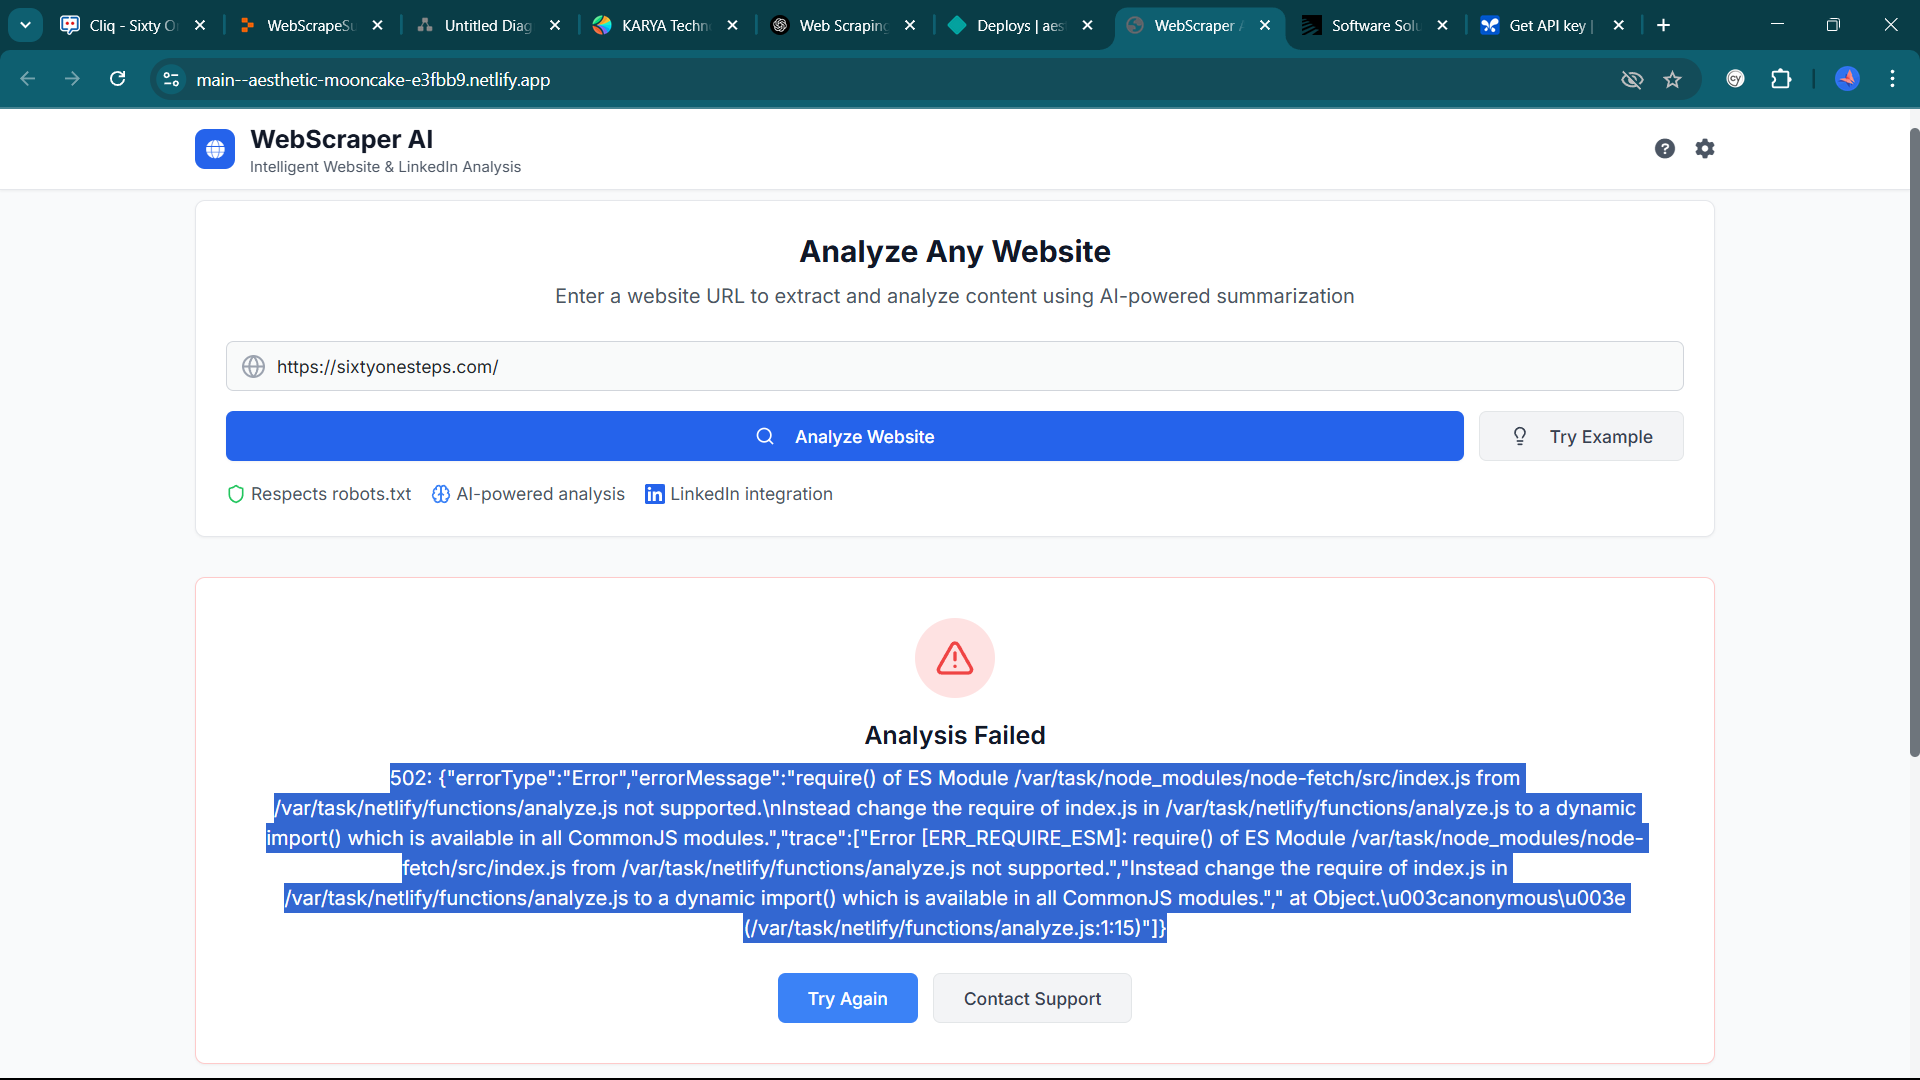 Cliq - Sixty O
WebScrapeSu
Untitled Diag
KARYA Techn
Web Scraping
Deploys | aes
WebScraper A
Software Solu
Get API key |
main--aesthetic-mooncake-e3fbb9.netlify.app
CY
WebScraper AI
Intelligent Website & LinkedIn Analysis
Analyze Any Website
Enter a website URL to extract and analyze content using AI-powered summarization
https://sixtyonesteps.com/
Analyze Website
Try Example
Respects robots.txt
AI-powered analysis
in LinkedIn integration
Analysis Failed
502: {"errorType":"Error","errorMessage":"require() of ES Module /var/task/node_modules/node-fetch/src/index.js from
/var/task/netlify/functions/analyze.js not supported.\nInstead change the require of index.js in /var/task/netlify/functions/analyze.js to a dynamic
import() which is available in all CommonJS modules.","trace":["Error [ERR_REQUIRE_ESM]: require() of ES Module /var/task/node_modules/node-
fetch/src/index.js from /var/task/netlify/functions/analyze.js not supported.","Instead change the require of index.js in
/var/task/netlify/functions/analyze.js to a dynamic import() which is available in all CommonJS modules."," at Object.\u003canonymous\u003e
(/var/task/netlify/functions/analyze.js:1:15)"]}
Try Again
Contact Support